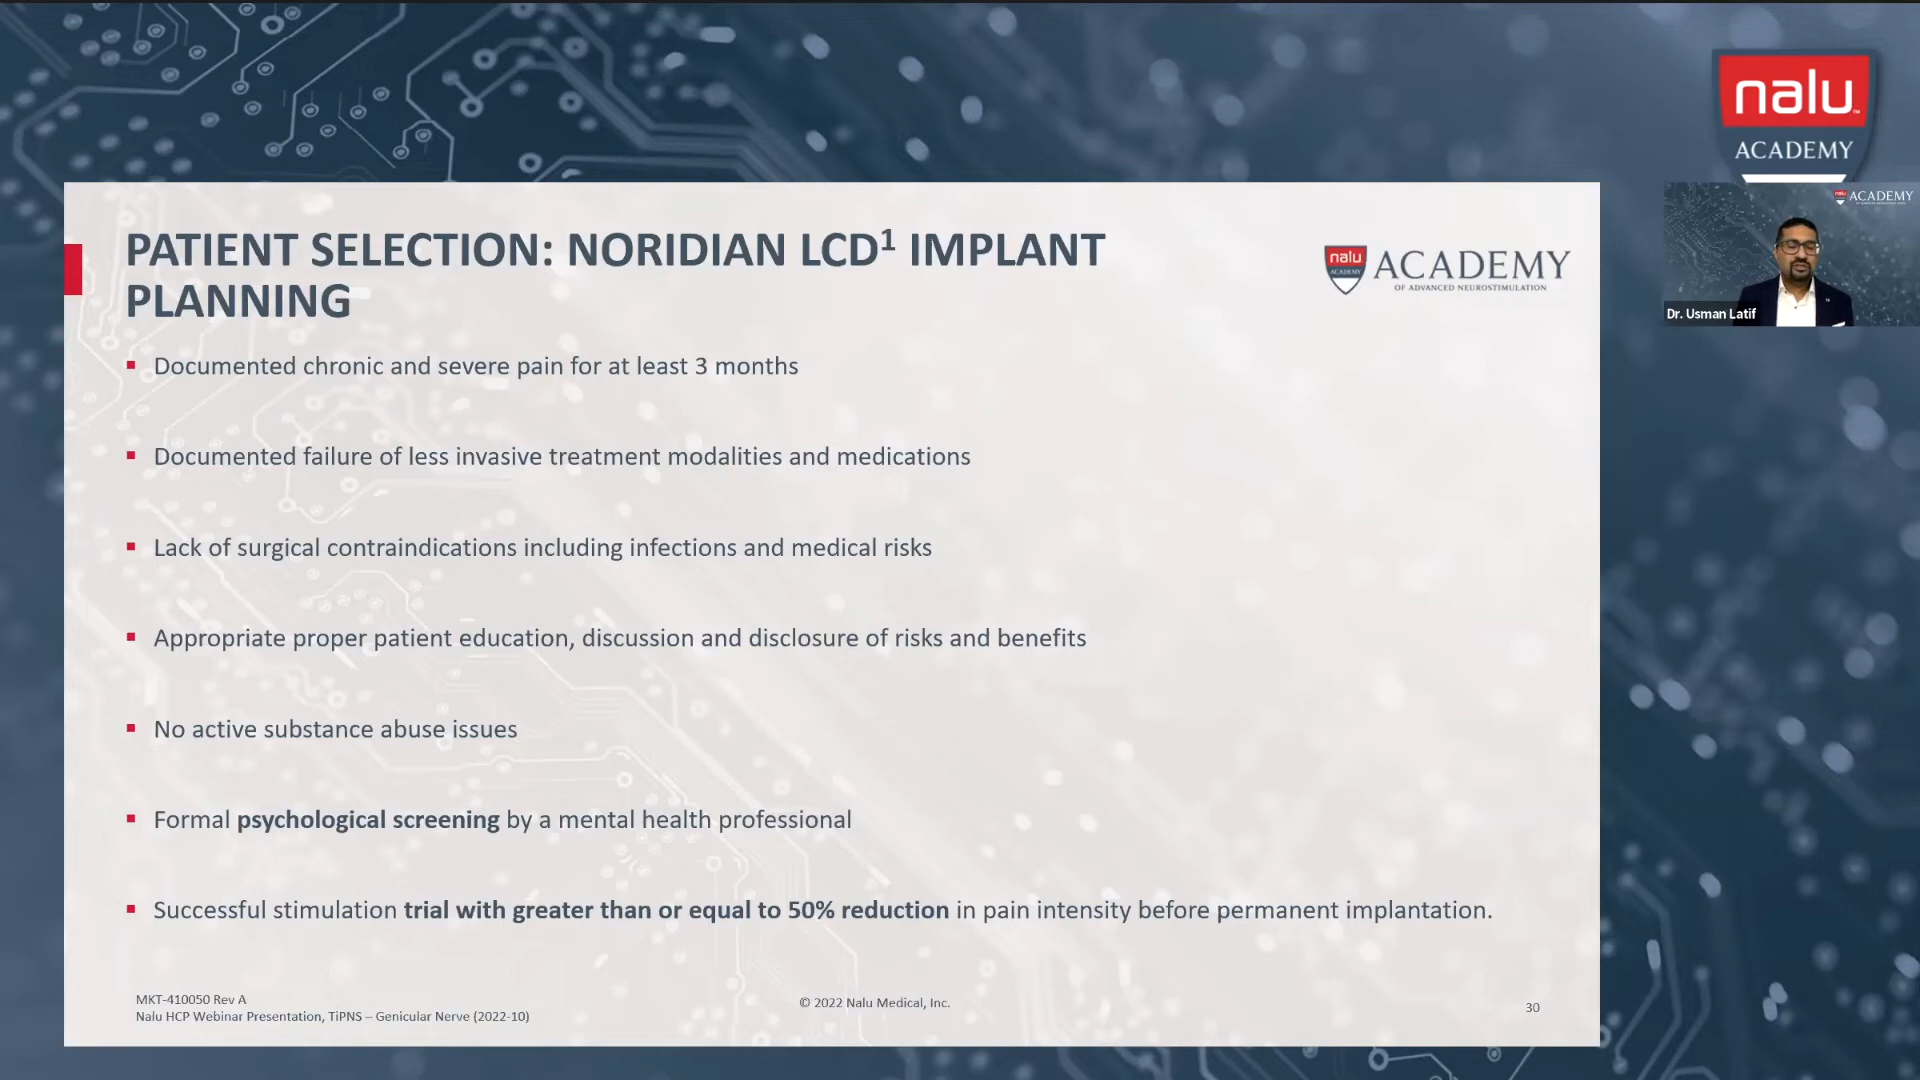 nalu
ACADEMY
PATIENT SELECTION: NORIDIAN LCD¹ IMPLANT
PLANNING
nalu
ACADEMY
ACADEMY
OF ADVANCED NEUROSTIMULATION
nalu
ACADEMY
Dr. Usman Latif
▪ Documented chronic and severe pain for at least 3 months
▪ Documented failure of less invasive treatment modalities and medications
▪ Lack of surgical contraindications including infections and medical risks
▪ Appropriate proper patient education, discussion and disclosure of risks and benefits
▪ No active substance abuse issues
▪ Formal psychological screening by a mental health professional
▪ Successful stimulation trial with greater than or equal to 50% reduction in pain intensity before permanent implantation.
MKT-410050 Rev A
Nalu HCP Webinar Presentation, TiPNS – Genicular Nerve (2022-10)
© 2022 Nalu Medical, Inc.
30